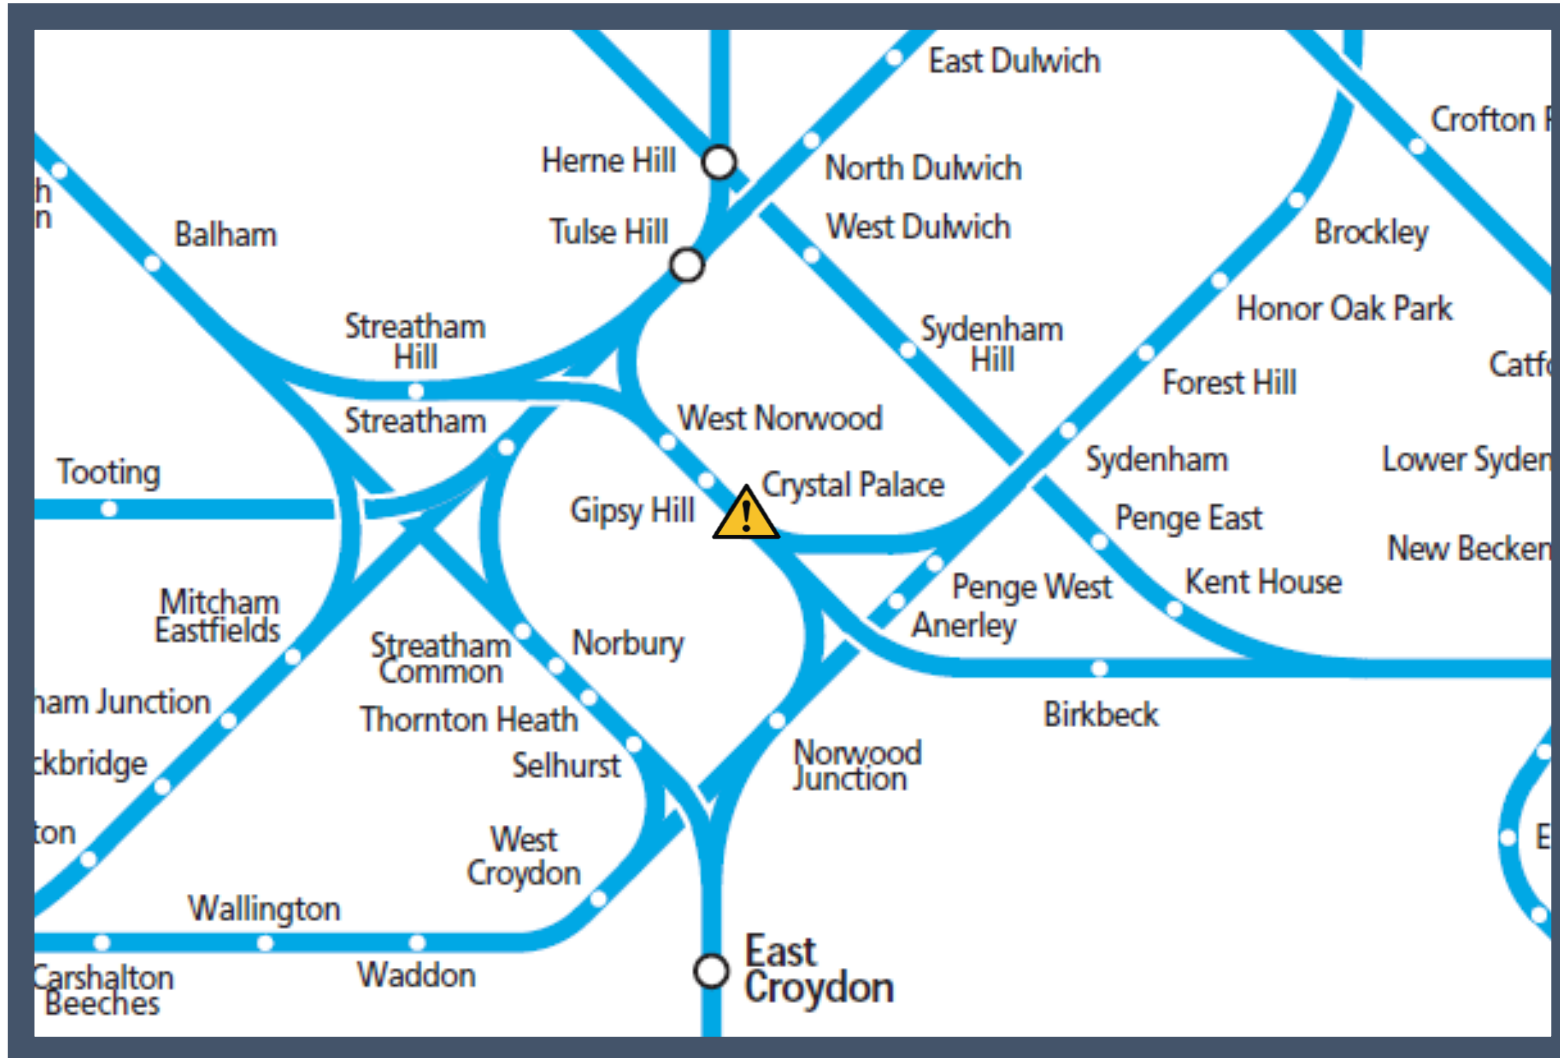 East Dulwich
Crofton
Herne Hill
North Dulwich
h
n
Balham
Tulse Hill
West Dulwich
Brockley
Honor Oak Park
Streatham
Hill
Sydenham
Hill
Catfo
Forest Hill
Streatham
West Norwood
Tooting
Crystal Palace
Sydenham
Lower Syden
Gipsy Hill
!
Penge East
New Becken
Mitcham
Eastfields
Penge West
Kent House
Streatham
Common
Norbury
Anerley
ham Junction
Thornton Heath
Birkbeck
ckbridge
Selhurst
Norwood
Junction
ton
West
Croydon
E
Wallington
Carshalton
Beeches
Waddon
East
Croydon